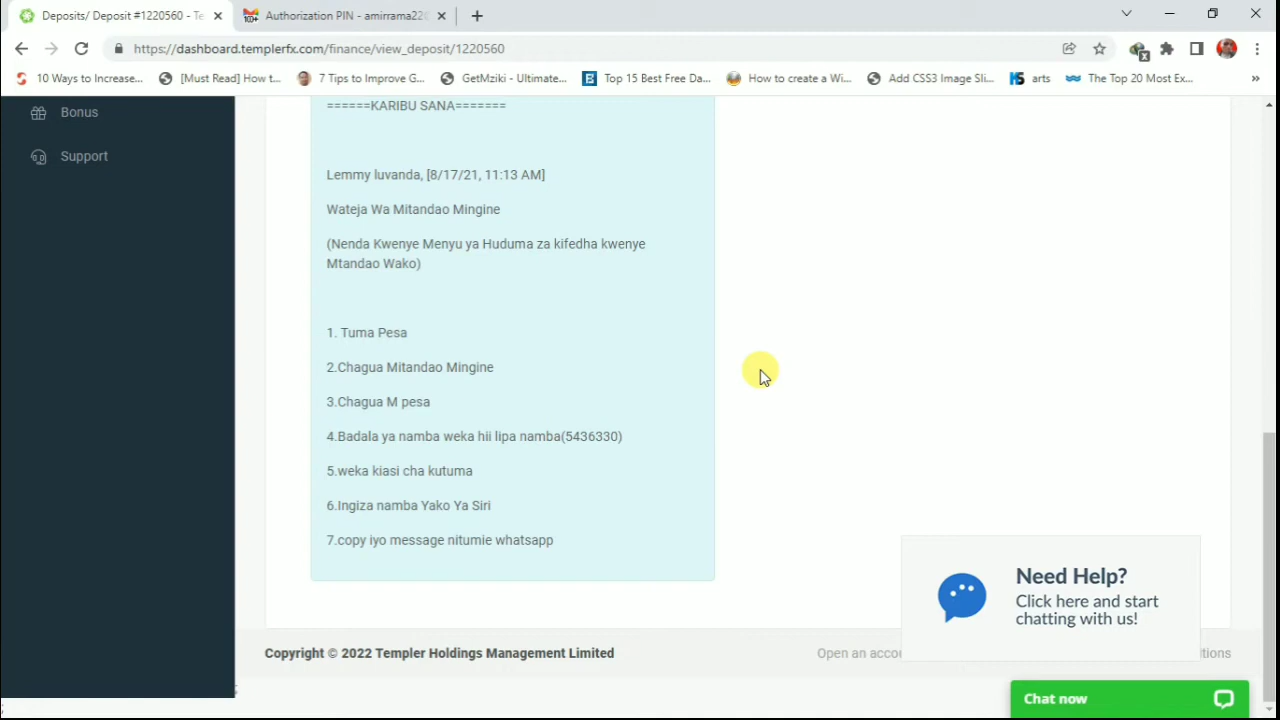 Deposits/ Deposit #1220560 - Te
Authorization PIN - amirrama22
https://dashboard.templerfx.com/finance/view_deposit/1220560
10 Ways to Increase...
[Must Read] How t...
7 Tips to Improve G...
GetMziki - Ultimate...
Top 15 Best Free Da...
How to create a Wi...
Add CSS3 Image Sli...
arts
The Top 20 Most Ex...
Bonus
Support
======KARIBU SANA=======
Lemmy luvanda, [8/17/21, 11:13 AM]
Wateja Wa Mitandao Mingine
(Nenda Kwenye Menyu ya Huduma za kifedha kwenye
Mtandao Wako)
1. Tuma Pesa
2.Chagua Mitandao Mingine
3.Chagua M pesa
4.Badala ya namba weka hii lipa namba(5436330)
5.weka kiasi cha kutuma
6.Ingiza namba Yako Ya Siri
7.copy iyo message nitumie whatsapp
Need Help?
Click here and start
chatting with us!
Copyright © 2022 Templer Holdings Management Limited
Open an acco
itions
Chat now